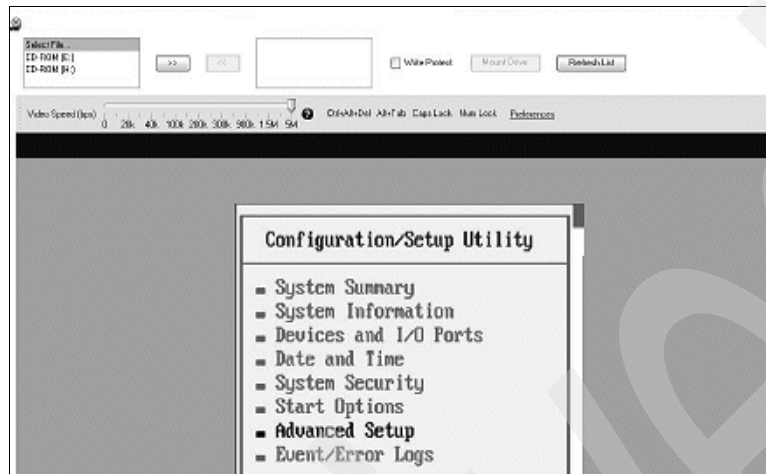 Select File...
CD-ROM (E:)
CD-ROM (H:)
>>
<<
Write Protect
Mount Drive
Refresh List
Video Speed (bps)
0 20k 40k 100k 200k 300k 900k 1.5M 5M
Ctrl+Alt+Del Alt+Tab Caps Lock Num Lock Preferences
Configuration/Setup Utility
System Summary
System Information
Devices and I/O Ports
Date and Time
System Security
Start Options
Advanced Setup
Event/Error Logs